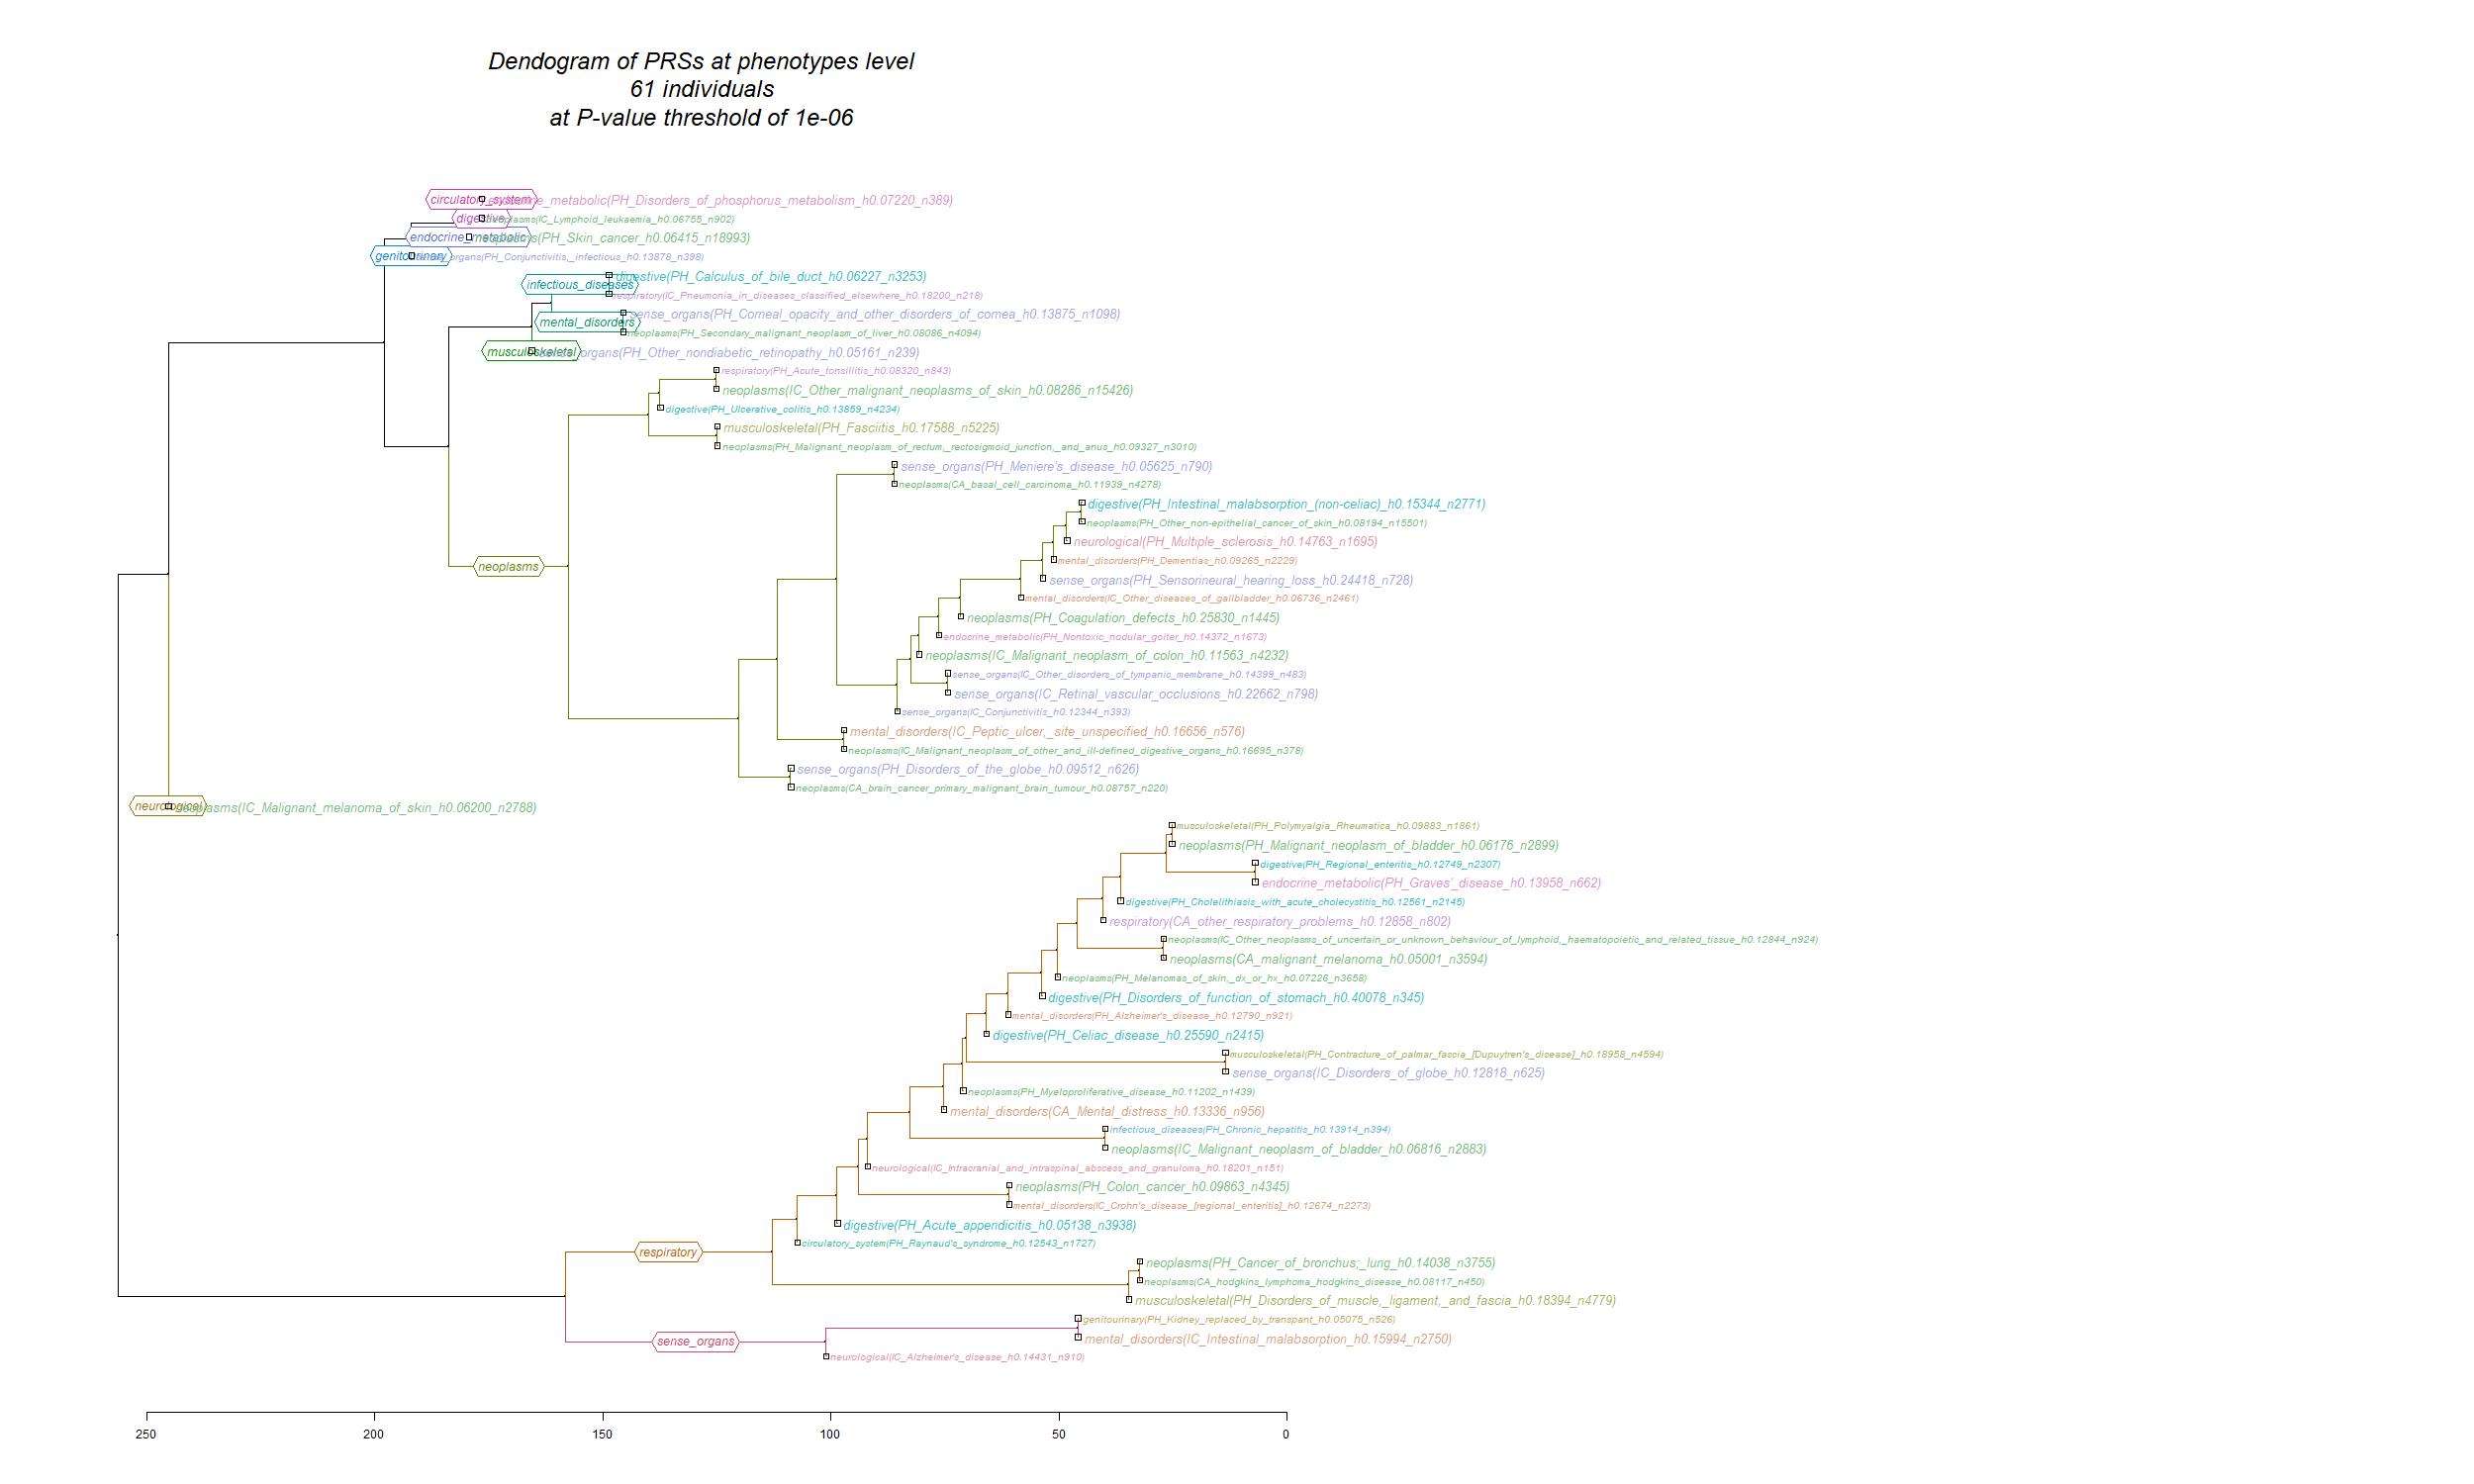 Dendogram of PRSs at phenotypes level
61 individuals
at P-value threshold of 1e-06
circulatory_system
endocrine_metabolic(PH_Disorders_of_phosphorus_metabolism_h0.07220_n389)
digestive
neoplasms(IC_Lymphoid_leukaemia_h0.06755_n902)
endocrine_metabolic
neoplasms(PH_Skin_cancer_h0.06415_n18993)
genitourinary
sense_organs(PH_Conjunctivitis,_infectious_h0.13878_n398)
digestive(PH_Calculus_of_bile_duct_h0.06227_n3253)
infectious_diseases
respiratory(IC_Pneumonia_in_diseases_classified_elsewhere_h0.18200_n218)
sense_organs(PH_Corneal_opacity_and_other_disorders_of_cornea_h0.13875_n1098)
mental_disorders
neoplasms(PH_Secondary_malignant_neoplasm_of_liver_h0.08086_n4094)
musculoskeletal
sense_organs(PH_Other_nondiabetic_retinopathy_h0.05161_n239)
respiratory(PH_Acute_tonsillitis_h0.08320_n843)
neoplasms(IC_Other_malignant_neoplasms_of_skin_h0.08286_n15426)
digestive(PH_Ulcerative_colitis_h0.13859_n4234)
musculoskeletal(PH_Fasciitis_h0.17588_n5225)
neoplasms(PH_Malignant_neoplasm_of_rectum,_rectosigmoid_junction,_and_anus_h0.09327_n3010)
sense_organs(PH_Meniere's_disease_h0.05625_n790)
neoplasms(CA_basal_cell_carcinoma_h0.11939_n4278)
digestive(PH_Intestinal_malabsorption_(non-celiac)_h0.15344_n2771)
neoplasms(PH_Other_non-epithelial_cancer_of_skin_h0.08194_n15501)
neurological(PH_Multiple_sclerosis_h0.14763_n1695)
mental_disorders(PH_Dementias_h0.09265_n2229)
neoplasms
sense_organs(PH_Sensorineural_hearing_loss_h0.24418_n728)
mental_disorders(IC_Other_diseases_of_gallbladder_h0.06736_n2461)
neoplasms(PH_Coagulation_defects_h0.25830_n1445)
endocrine_metabolic(PH_Nontoxic_nodular_goiter_h0.14372_n1673)
neoplasms(IC_Malignant_neoplasm_of_colon_h0.11563_n4232)
sense_organs(IC_Other_disorders_of_tympanic_membrane_h0.14399_n483)
sense_organs(IC_Retinal_vascular_occlusions_h0.22662_n798)
sense_organs(IC_Conjunctivitis_h0.12344_n393)
mental_disorders(IC_Peptic_ulcer,_site_unspecified_h0.16656_n576)
neoplasms(IC_Malignant_neoplasm_of_other_and_ill-defined_digestive_organs_h0.16695_n378)
sense_organs(PH_Disorders_of_the_globe_h0.09512_n626)
neoplasms(CA_brain_cancer_primary_malignant_brain_tumour_h0.08757_n220)
neurological
neoplasms(IC_Malignant_melanoma_of_skin_h0.06200_n2788)
musculoskeletal(PH_Polymyalgia_Rheumatica_h0.09883_n1861)
neoplasms(PH_Malignant_neoplasm_of_bladder_h0.06176_n2899)
digestive(PH_Regional_enteritis_h0.12749_n2307)
endocrine_metabolic(PH_Graves'_disease_h0.13958_n662)
digestive(PH_Cholelithiasis_with_acute_cholecystitis_h0.12561_n2145)
respiratory(CA_other_respiratory_problems_h0.12858_n802)
neoplasms(IC_Other_neoplasms_of_uncertain_or_unknown_behaviour_of_lymphoid,_haematopoietic_and_related_tissue_h0.12844_n924)
neoplasms(CA_malignant_melanoma_h0.05001_n3594)
neoplasms(PH_Melanomas_of_skin,_dx_or_hx_h0.07226_n3658)
digestive(PH_Disorders_of_function_of_stomach_h0.40078_n345)
mental_disorders(PH_Alzheimer's_disease_h0.12790_n921)
digestive(PH_Celiac_disease_h0.25590_n2415)
musculoskeletal(PH_Contracture_of_palmar_fascia_[Dupuytren's_disease]_h0.18958_n4594)
sense_organs(IC_Disorders_of_globe_h0.12818_n625)
neoplasms(PH_Myeloproliferative_disease_h0.11202_n1439)
mental_disorders(CA_Mental_distress_h0.13336_n956)
infectious_diseases(PH_Chronic_hepatitis_h0.13914_n394)
neoplasms(IC_Malignant_neoplasm_of_bladder_h0.06816_n2883)
neurological(IC_Intracranial_and_intraspinal_abscess_and_granuloma_h0.18201_n151)
neoplasms(PH_Colon_cancer_h0.09863_n4345)
mental_disorders(IC_Crohn's_disease_[regional_enteritis]_h0.12674_n2273)
digestive(PH_Acute_appendicitis_h0.05138_n3938)
circulatory_system(PH_Raynaud's_syndrome_h0.12543_n1727)
respiratory
neoplasms(PH_Cancer_of_bronchus;_lung_h0.14038_n3755)
neoplasms(CA_hodgkins_lymphoma_hodgkins_disease_h0.08117_n450)
musculoskeletal(PH_Disorders_of_muscle,_ligament,_and_fascia_h0.18394_n4779)
genitourinary(PH_Kidney_replaced_by_transpant_h0.05075_n526)
sense_organs
mental_disorders(IC_Intestinal_malabsorption_h0.15994_n2750)
neurological(IC_Alzheimer's_disease_h0.14431_n910)
250 200 150 100 50 0